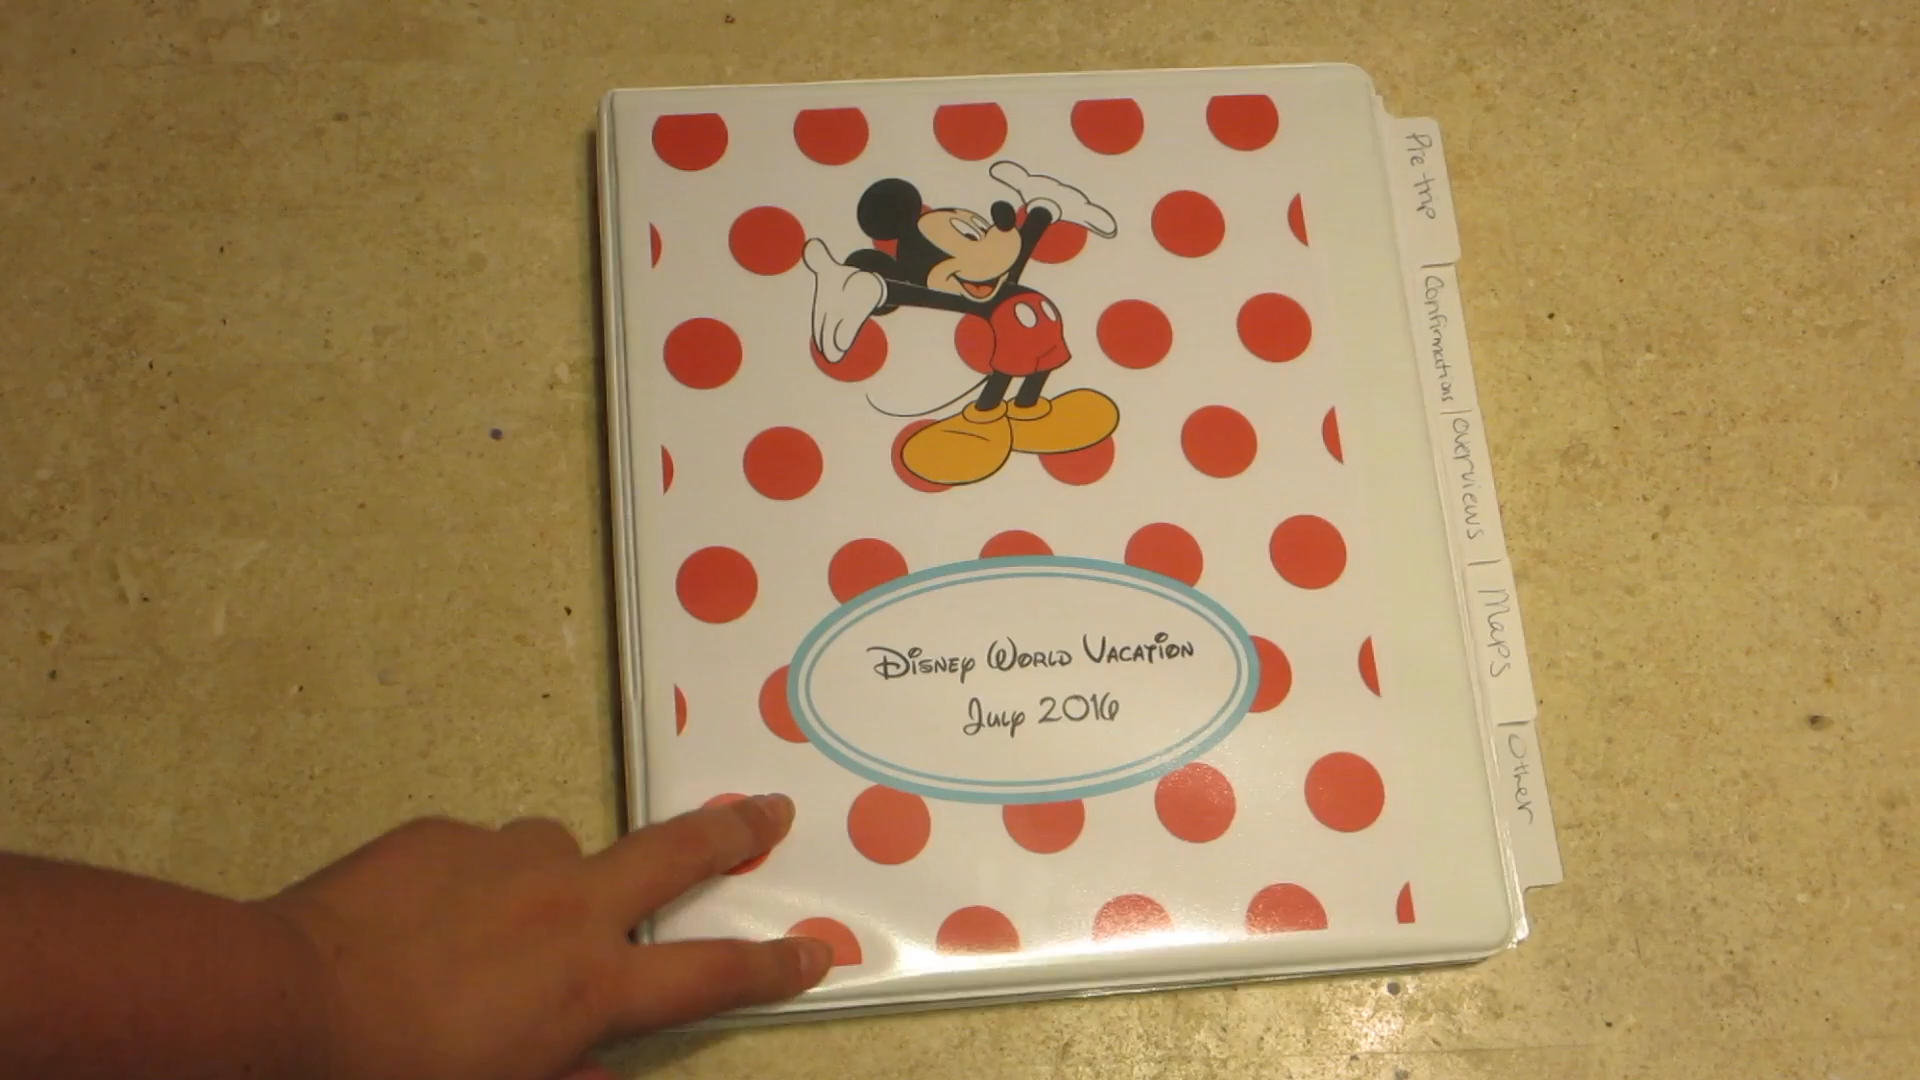 Disney World Vacation
July 2016
Pre-trip
Confirmations
Overviews
Maps
Other